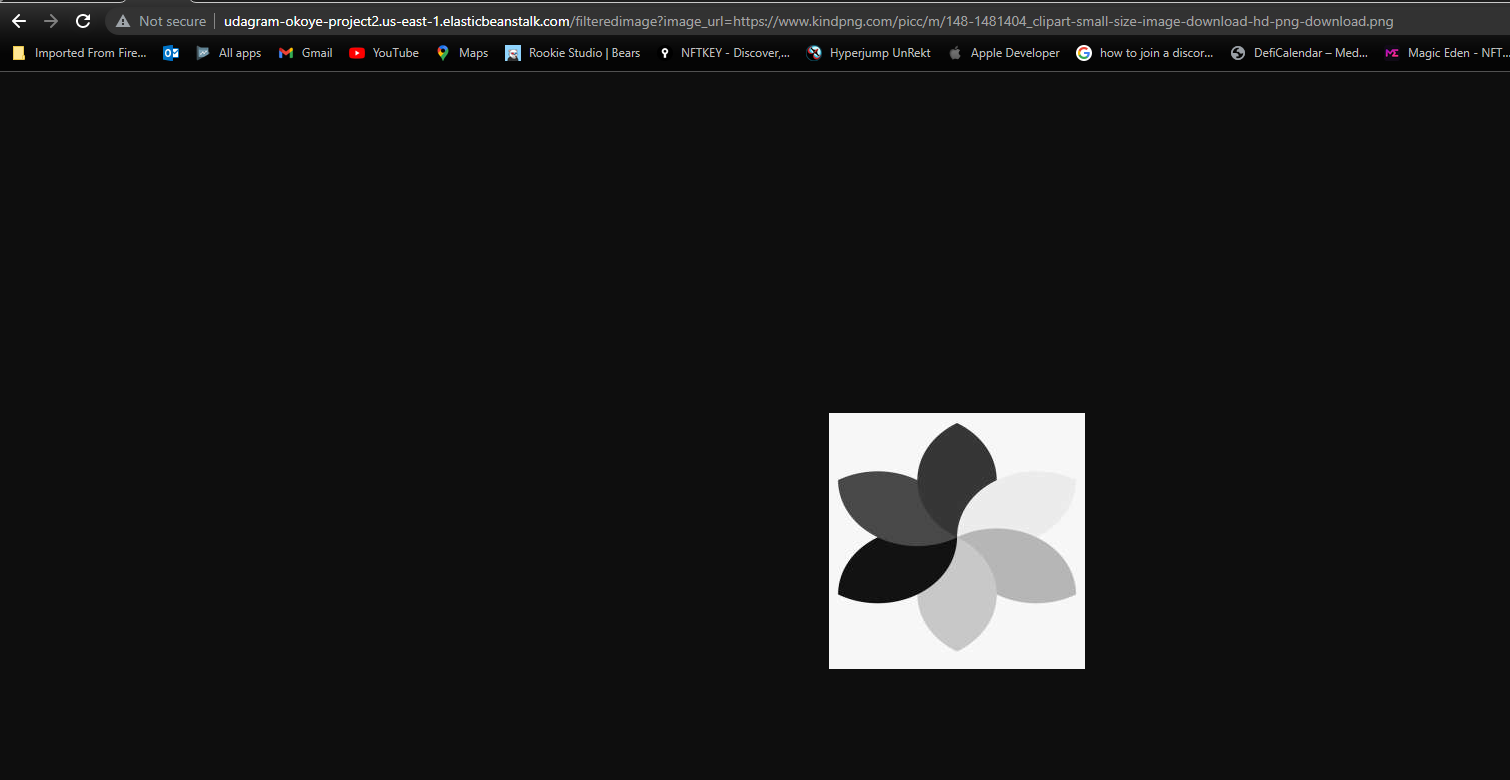 Not secure | udagram-okoye-project2.us-east-1.elasticbeanstalk.com/filteredimage?image_url=https://www.kindpng.com/picc/m/148-1481404_clipart-small-size-image-download-hd-png-download.png
Imported From Fire... All apps Gmail YouTube Maps Rookie Studio | Bears NFTKEY - Discover,... Hyperjump UnRekt Apple Developer how to join a discor... DefiCalendar – Med... Magic Eden - NFT...